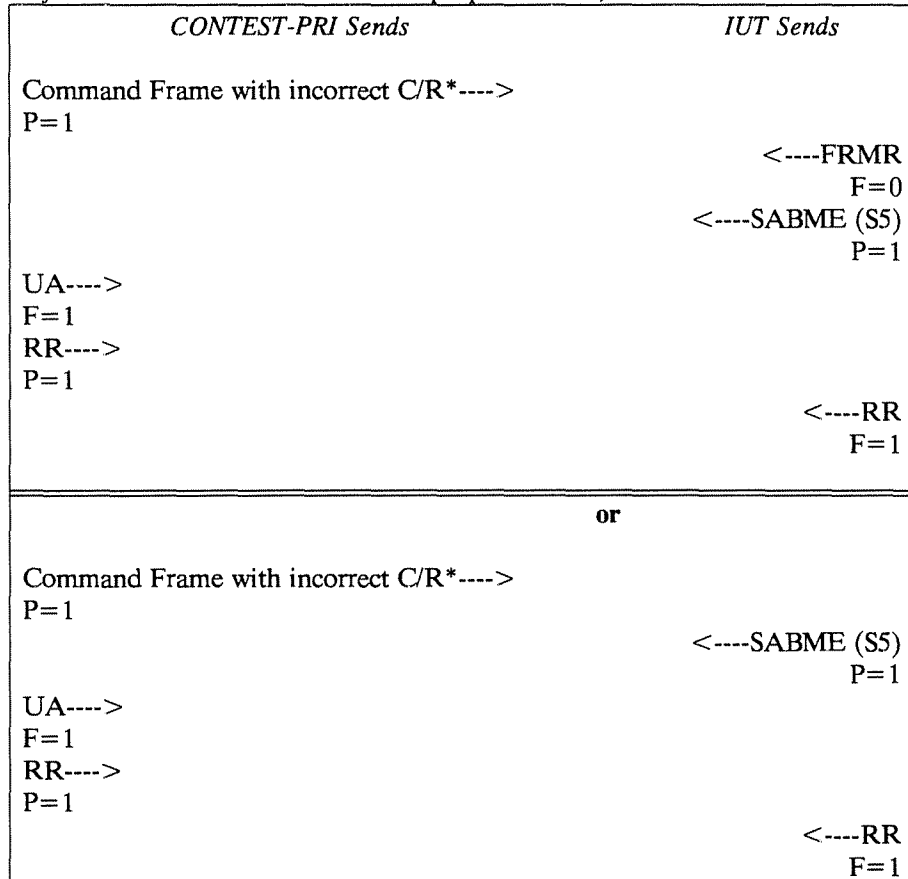 CONTEST-PRI Sends IUT Sends
Command Frame with incorrect C/R*---->
P=1
<----FRMR
F=0
<----SABME (S5)
P=1
UA---->
F=1
RR---->
P=1
<----RR
F=1
or
Command Frame with incorrect C/R*---->
P=1
<----SABME (S5)
P=1
UA---->
F=1
RR---->
P=1
<----RR
F=1